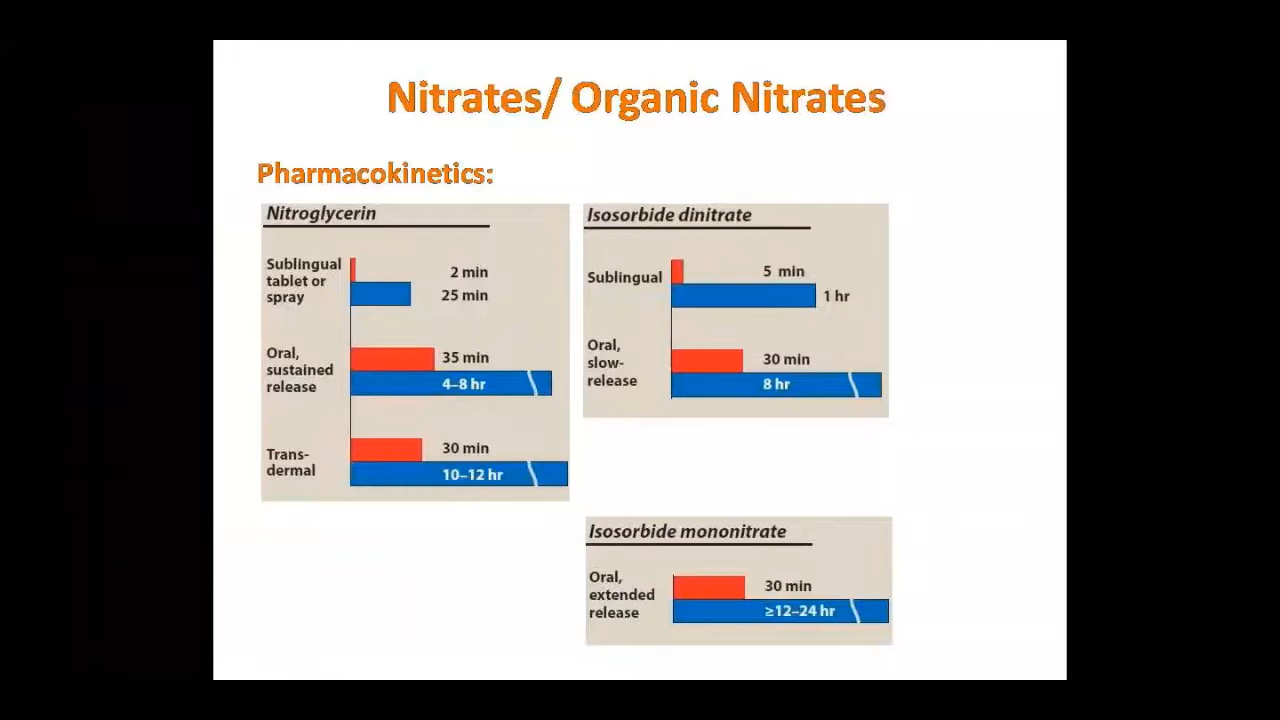 Nitrates/ Organic Nitrates
Pharmacokinetics:
Nitroglycerin
Sublingual
tablet or
spray
2 min
25 min
Oral,
sustained
release
35 min
4–8 hr
Trans-
dermal
30 min
10–12 hr
Isosorbide dinitrate
Sublingual
5 min
1 hr
Oral,
slow-
release
30 min
8 hr
Isosorbide mononitrate
Oral,
extended
release
30 min
≥12–24 hr